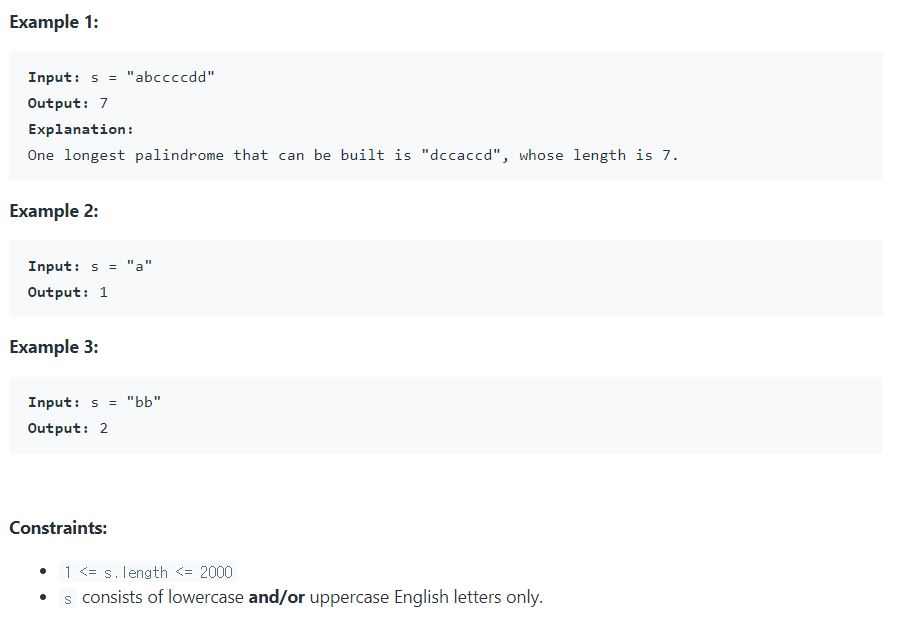 Example 1:
Input: s = "abccccdd"
Output: 7
Explanation:
One longest palindrome that can be built is "dccaccd", whose length is 7.
Example 2:
Input: s = "a"
Output: 1
Example 3:
Input: s = "bb"
Output: 2
Constraints:
• 1 <= s.length <= 2000
• s consists of lowercase and/or uppercase English letters only.